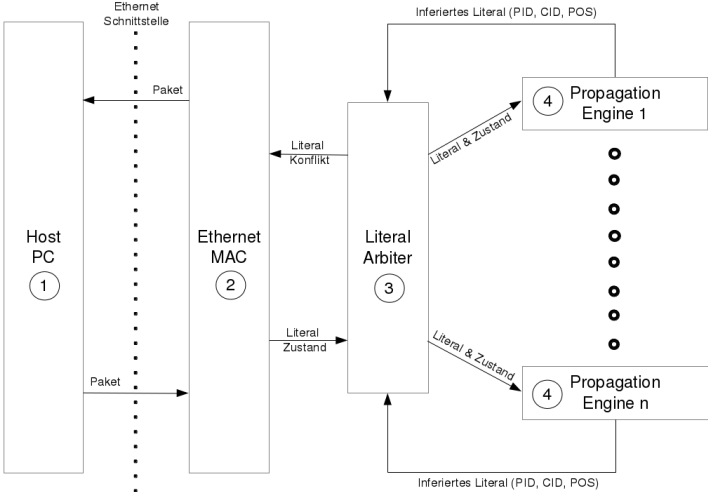 Ethernet
Schnittstelle
Inferiertes Literal (PID, CID, POS)
Paket
Literal
Konflikt
Literal & Zustand
4
Propagation
Engine 1
Host
PC
1
Ethernet
MAC
2
Literal
Arbiter
3
Literal
Zustand
Literal & Zustand
Paket
4
Propagation
Engine n
Inferiertes Literal (PID, CID, POS)